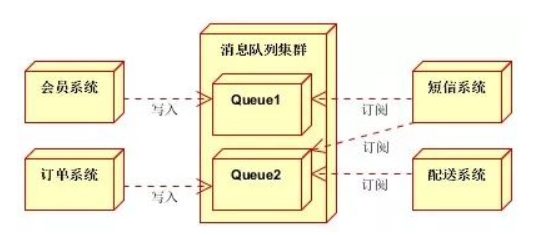 消息队列集群
会员系统
写入
Queue1
订阅
短信系统
订阅
订单系统
写入
Queue2
订阅
配送系统